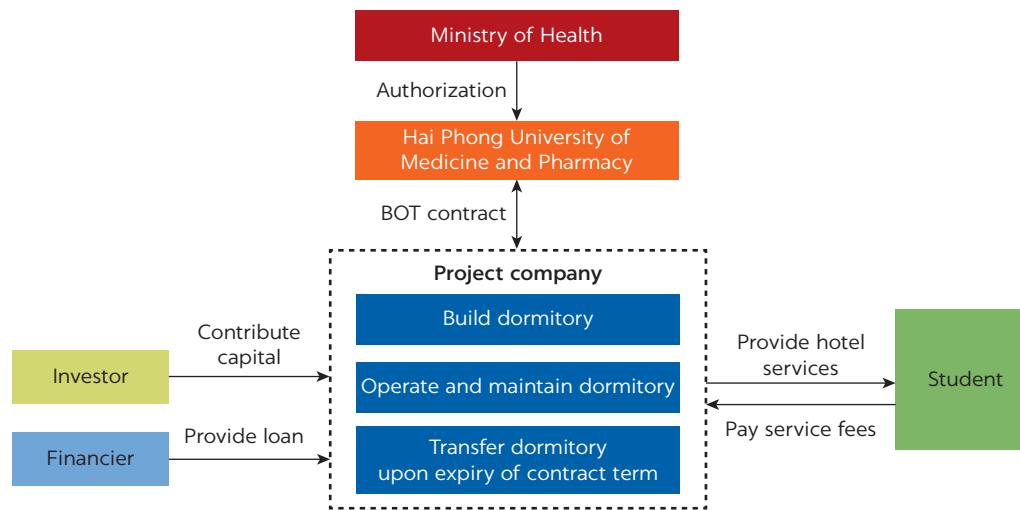 Ministry of Health
Authorization
Hai Phong University of
Medicine and Pharmacy
BOT contract
Project company
Build dormitory
Operate and maintain dormitory
Transfer dormitory
upon expiry of contract term
Contribute
capital
Investor
Provide loan
Financier
Provide hotel
services
Student
Pay service fees